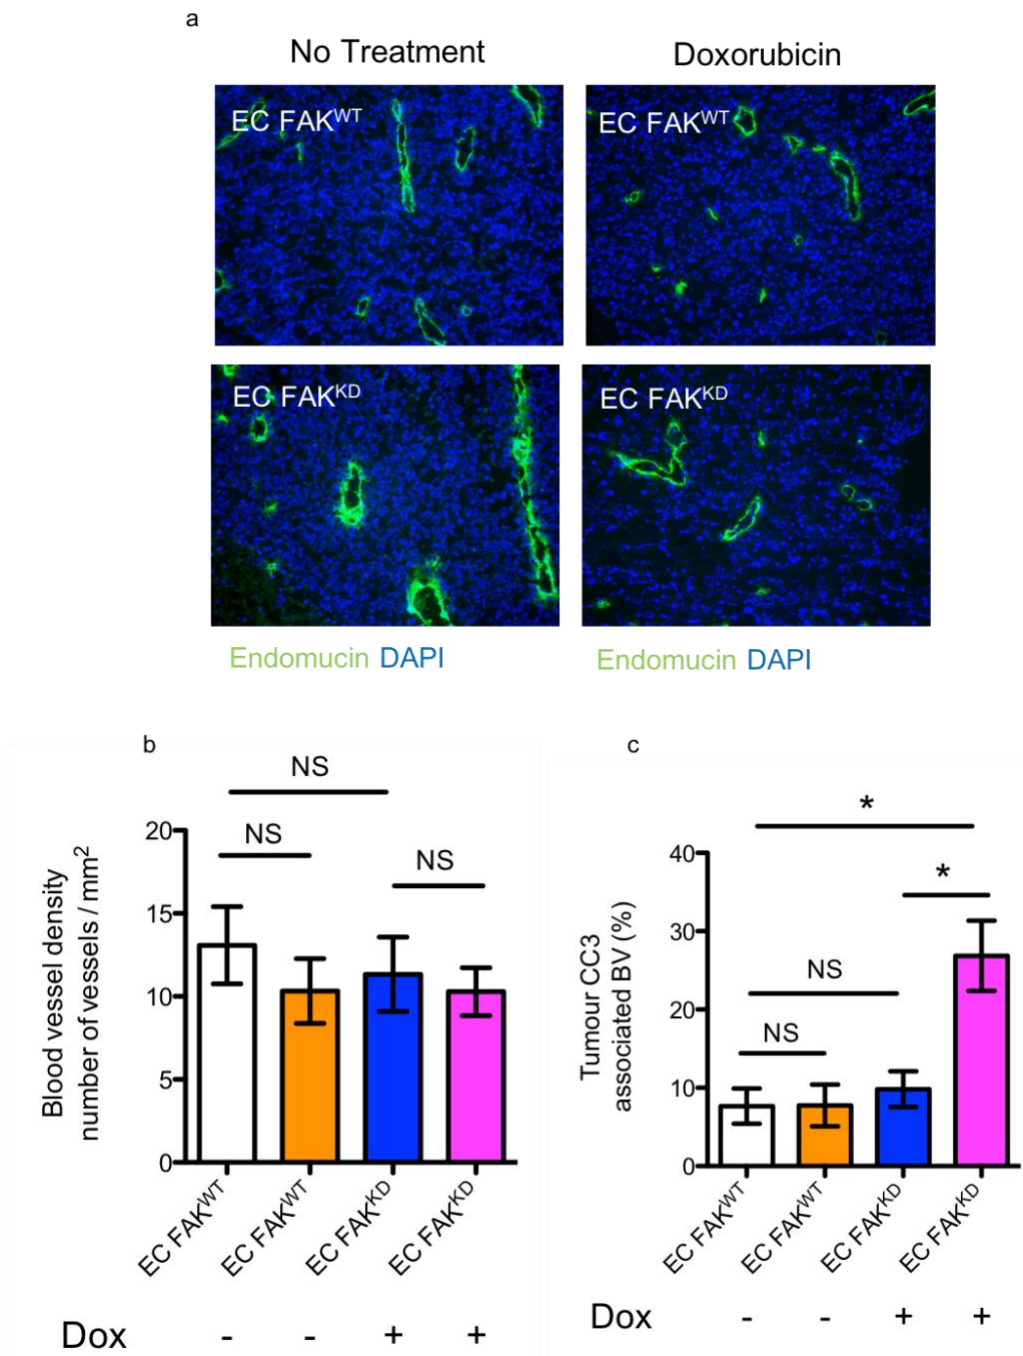 a
No Treatment
Doxorubicin
EC FAK^WT
EC FAK^WT
EC FAK^KD
EC FAK^KD
Endomucin DAPI
Endomucin DAPI
b
NS
NS
NS
20
15
10
5
0
Blood vessel density
number of vessels / mm²
EC FAK^WT
EC FAK^WT
EC FAK^KD
EC FAK^KD
Dox - - + +
c
*
*
NS
NS
40
30
20
10
0
Tumour CC3
associated BV (%)
EC FAK^WT
EC FAK^WT
EC FAK^KD
EC FAK^KD
Dox - - + +